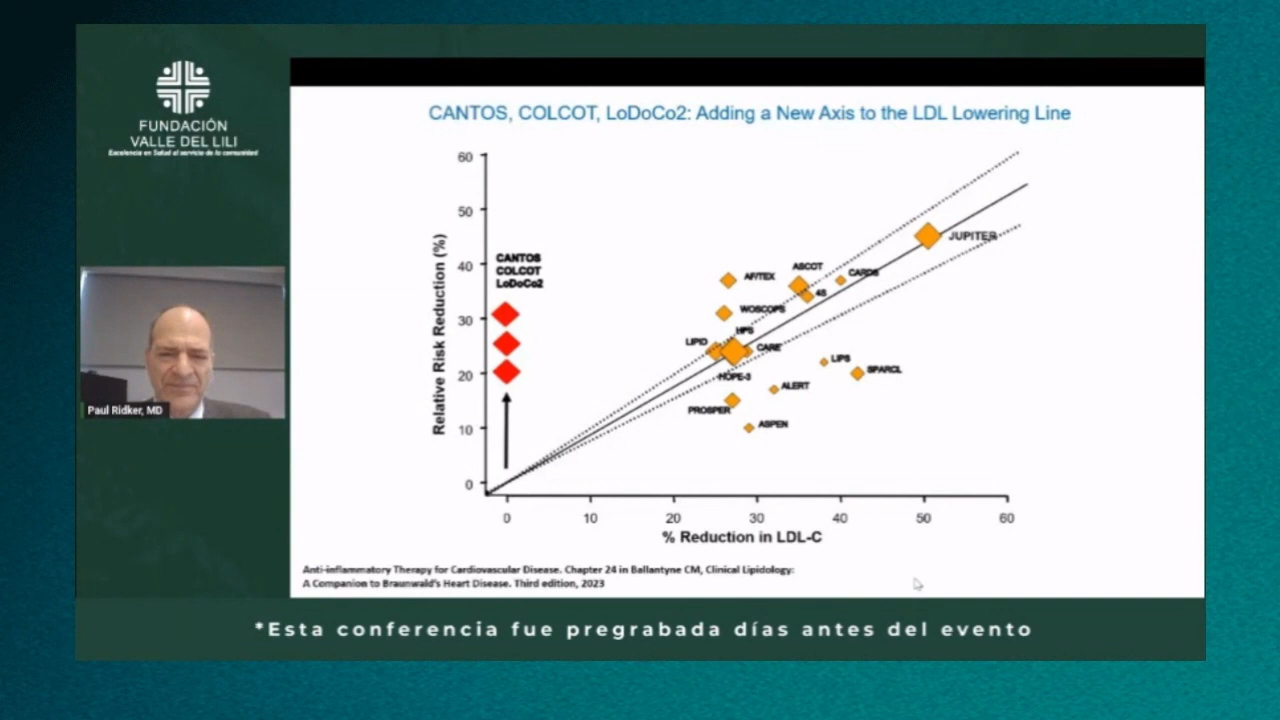 FUNDACIÓN
VALLE DEL LILI
Excelencia en Salud al servicio de la comunidad
Paul Ridker, MD
CANTOS, COLCOT, LoDoCo2: Adding a New Axis to the LDL Lowering Line
Relative Risk Reduction (%)
60
50
40
30
20
10
0
CANTOS
COLCOT
LoDoCo2
JUPITER
ASCOT
CARDS
AF/TEX
4S
WOSCOPS
HPS
LIPID
CARE
LIPS
SPARCL
HOPE-3
ALERT
PROSPER
ASPEN
0 10 20 30 40 50 60
% Reduction in LDL-C
Anti-inflammatory Therapy for Cardiovascular Disease. Chapter 24 in Ballantyne CM, Clinical Lipidology:
A Companion to Braunwald's Heart Disease. Third edition, 2023
*Esta conferencia fue pregrabada días antes del evento